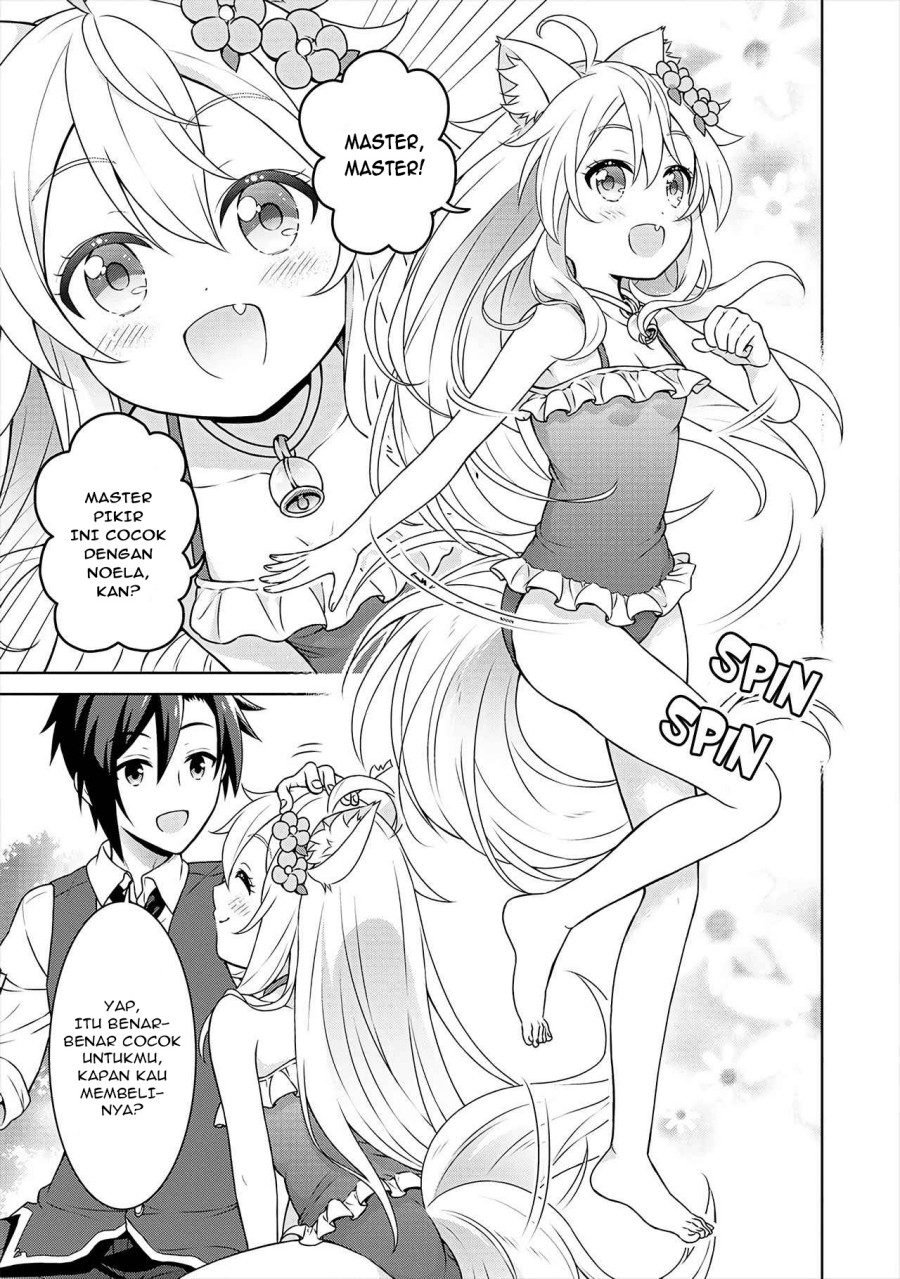 MASTER,
MASTER!
MASTER
PIKIR
INI COCOK
DENGAN
NOELA,
KAN?
SPIN
SPIN
YAP,
ITU BENAR-
BENAR COCOK
UNTUKMU,
KAPAN KAU
MEMBELI-
NYA?